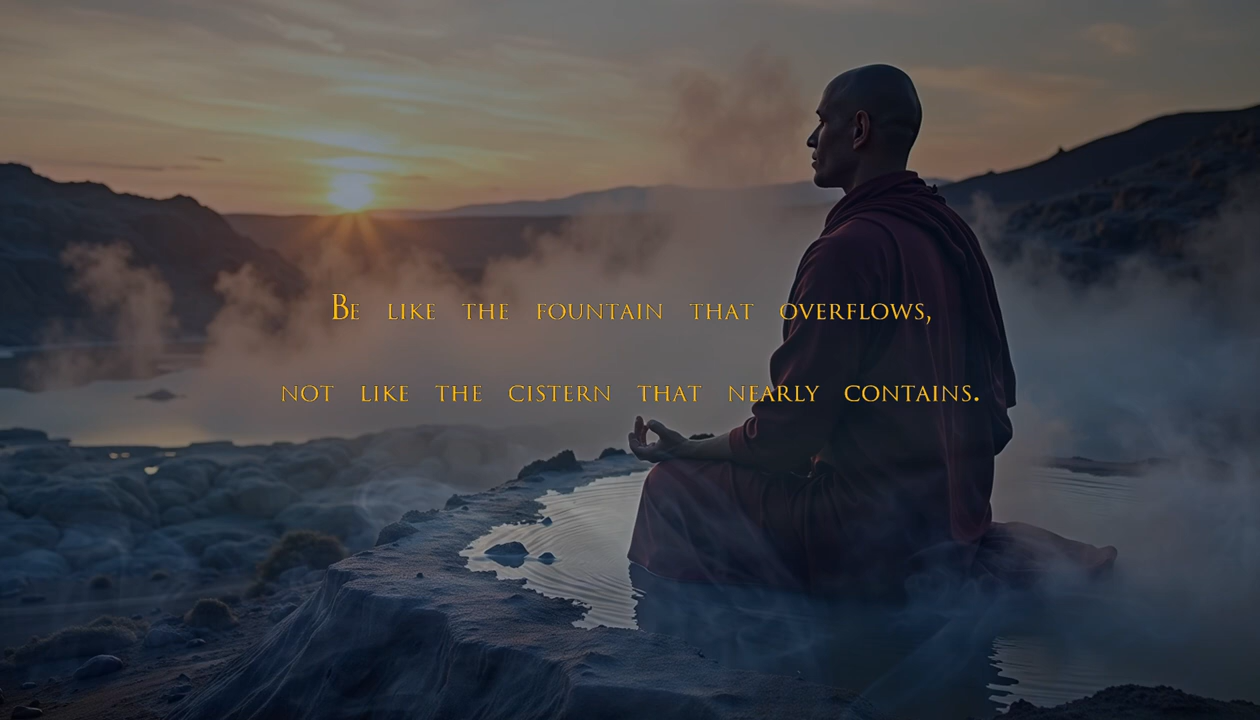 Be like the fountain that overflows,
not like the cistern that nearly contains.